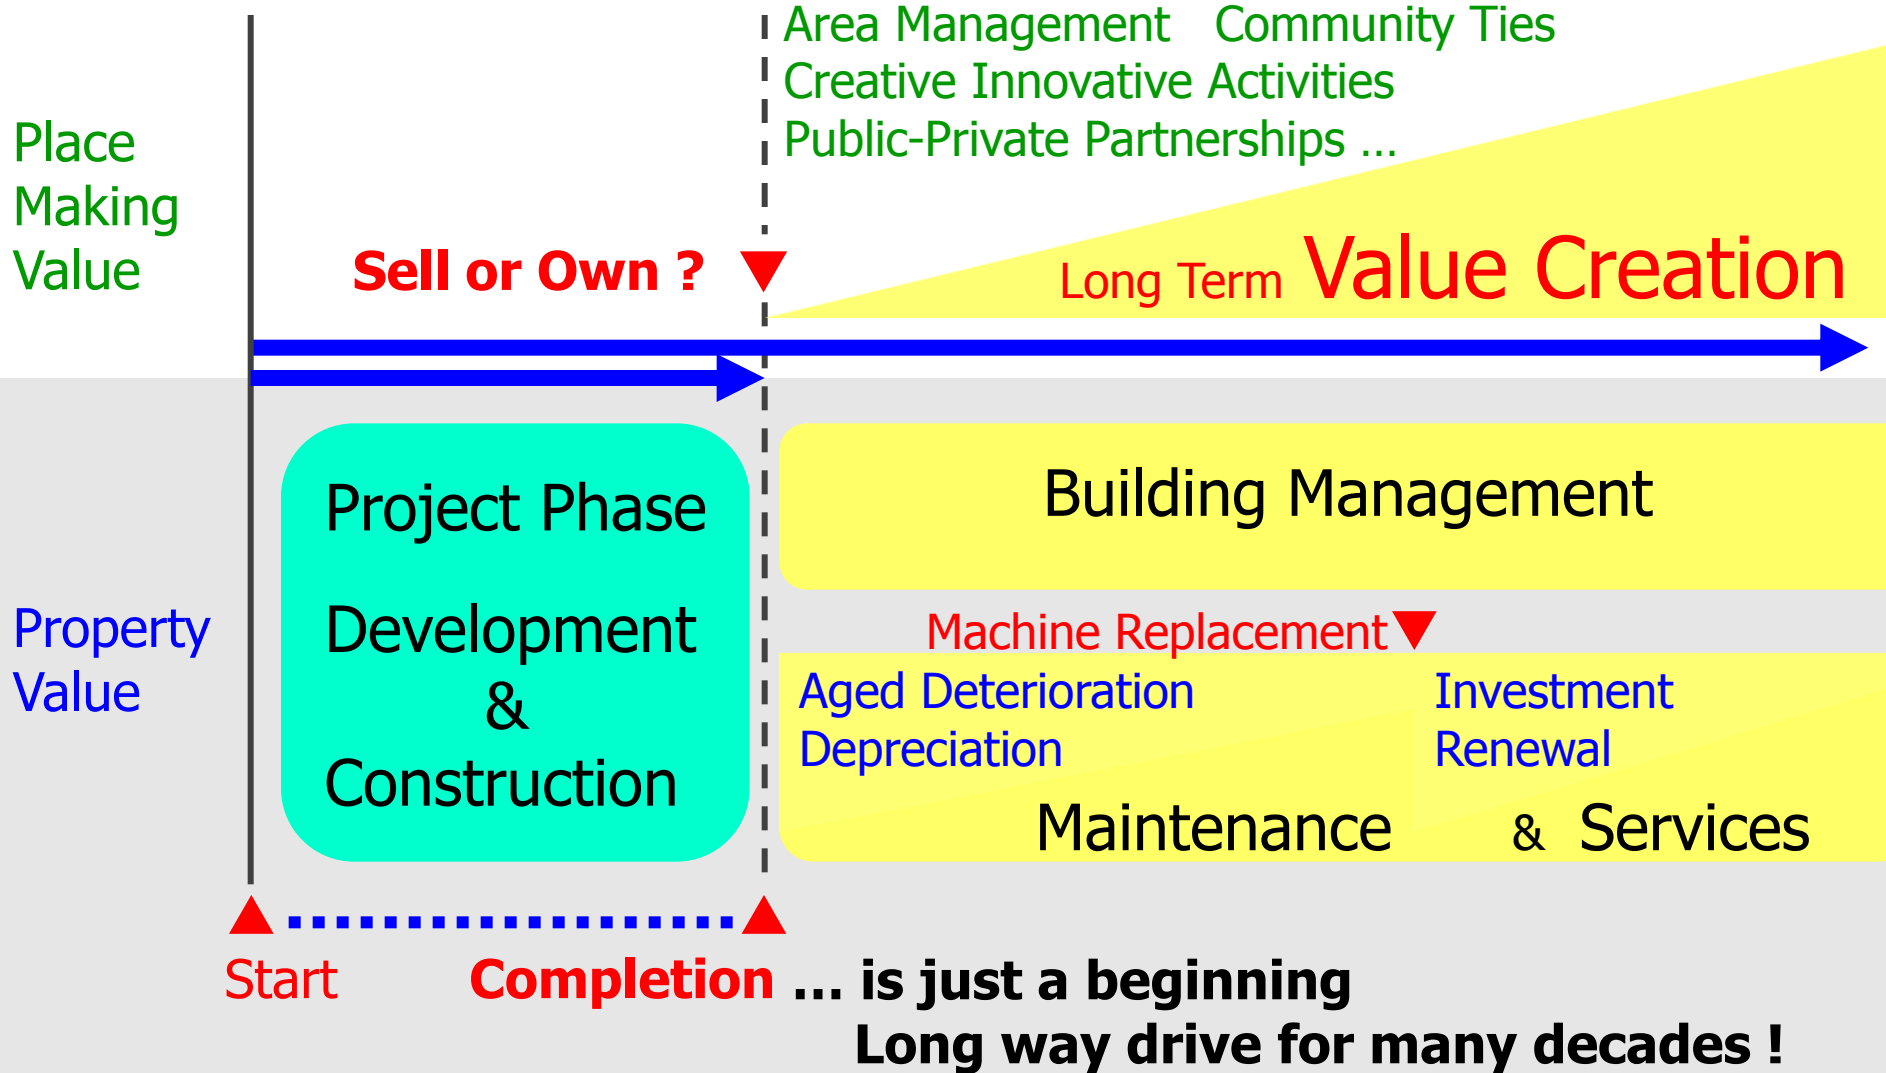 Area Management Community Ties
Creative Innovative Activities
Public-Private Partnerships ...
Place
Making
Value
Sell or Own ?
Long Term Value Creation
Project Phase
Development
&
Construction
Building Management
Property
Value
Machine Replacement
Aged Deterioration
Depreciation
Investment
Renewal
Maintenance & Services
Start
Completion ... is just a beginning
Long way drive for many decades !